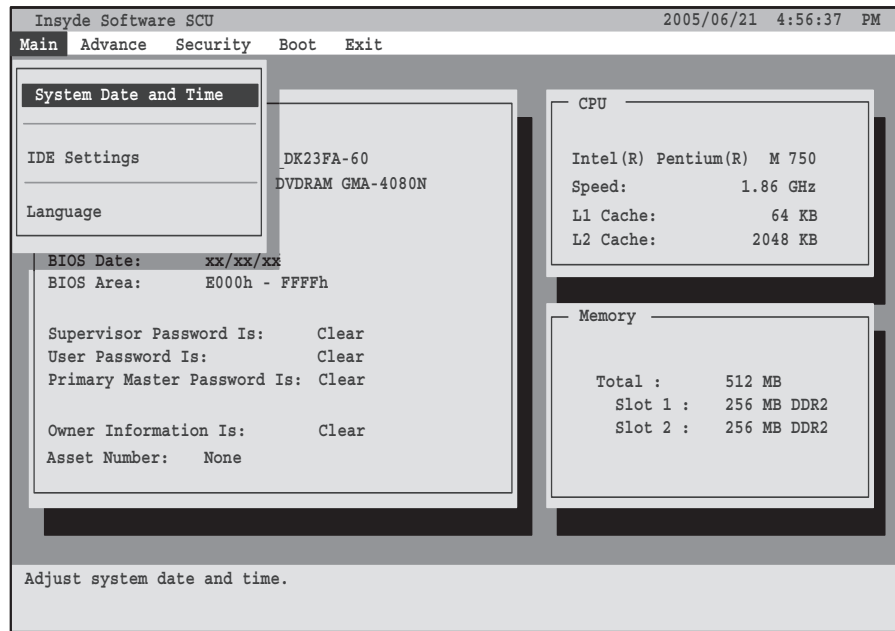 Insyde Software SCU 2005/06/21 4:56:37 PM
Main Advance Security Boot Exit
System Date and Time
IDE Settings
Language
_DK23FA-60
DVDRAM GMA-4080N
BIOS Date: xx/xx/xx
BIOS Area: E000h - FFFFh
Supervisor Password Is: Clear
User Password Is: Clear
Primary Master Password Is: Clear
Owner Information Is: Clear
Asset Number: None
CPU
Intel(R) Pentium(R) M 750
Speed: 1.86 GHz
L1 Cache: 64 KB
L2 Cache: 2048 KB
Memory
Total : 512 MB
Slot 1 : 256 MB DDR2
Slot 2 : 256 MB DDR2
Adjust system date and time.